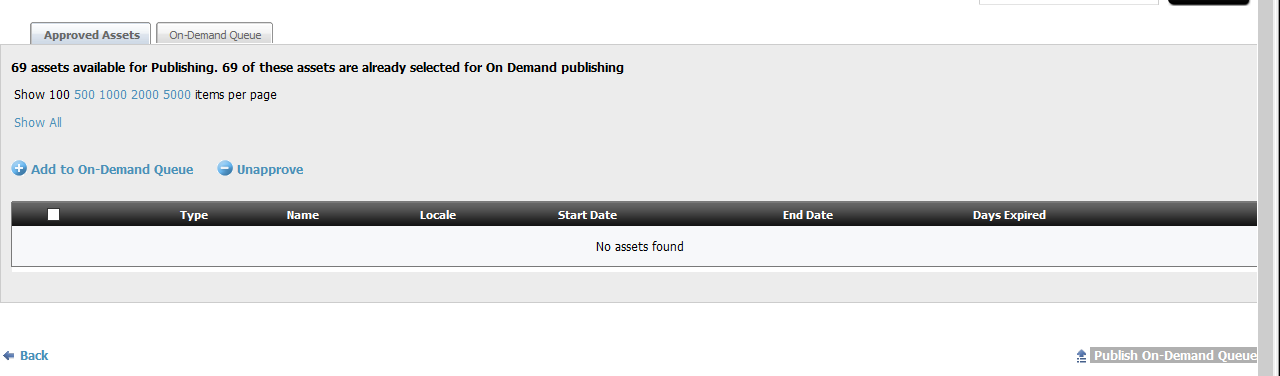 Approved Assets On-Demand Queue
69 assets available for Publishing. 69 of these assets are already selected for On Demand publishing
Show 100 500 1000 2000 5000 items per page
Show All
Add to On-Demand Queue Unapprove
Type Name Locale Start Date End Date Days Expired
No assets found
Back Publish On-Demand Queue